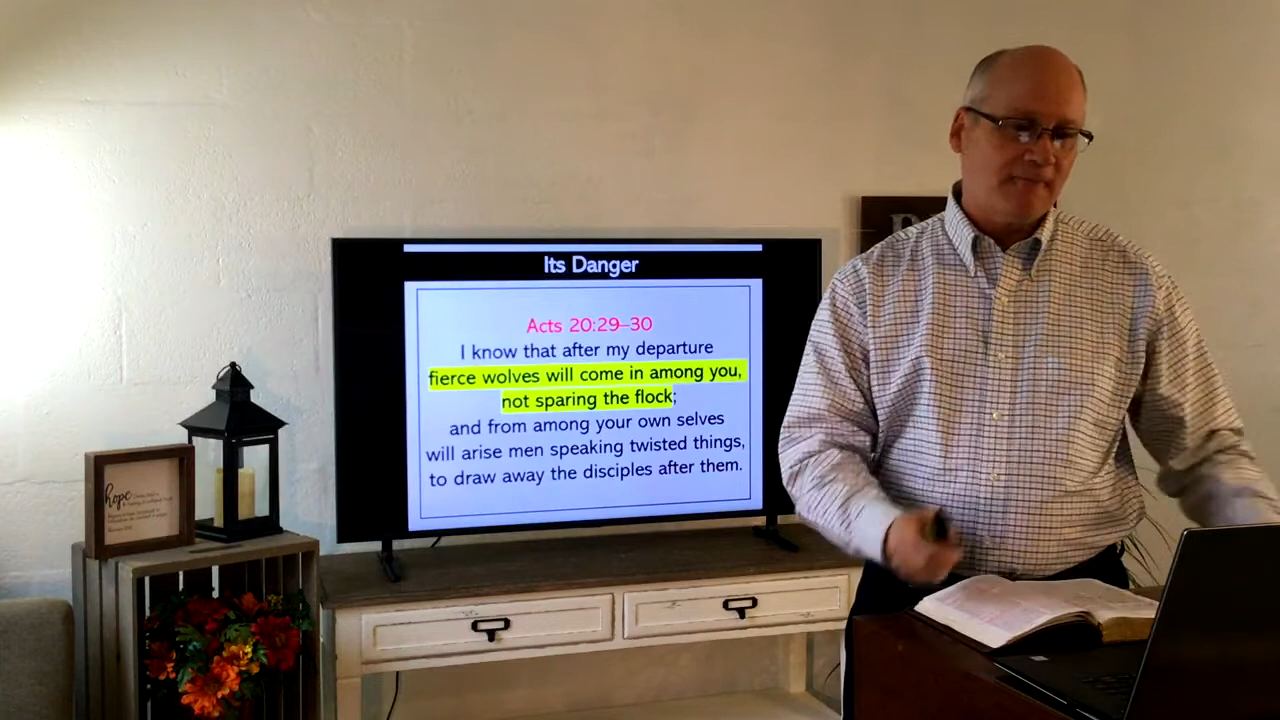 Its Danger
Acts 20:29–30
I know that after my departure
fierce wolves will come in among you,
not sparing the flock;
and from among your own selves
will arise men speaking twisted things,
to draw away the disciples after them.
hope